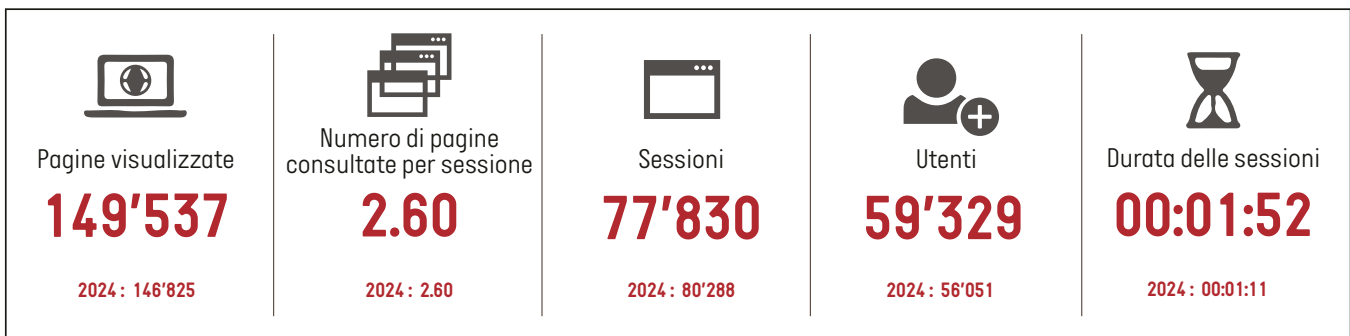 Pagine visualizzate
149’537
2024 : 146’825
Numero di pagine
consultate per sessione
2.60
2024 : 2.60
Sessioni
77’830
2024 : 80’288
Utenti
59’329
2024 : 56’051
Durata delle sessioni
00:01:52
2024 : 00:01:11